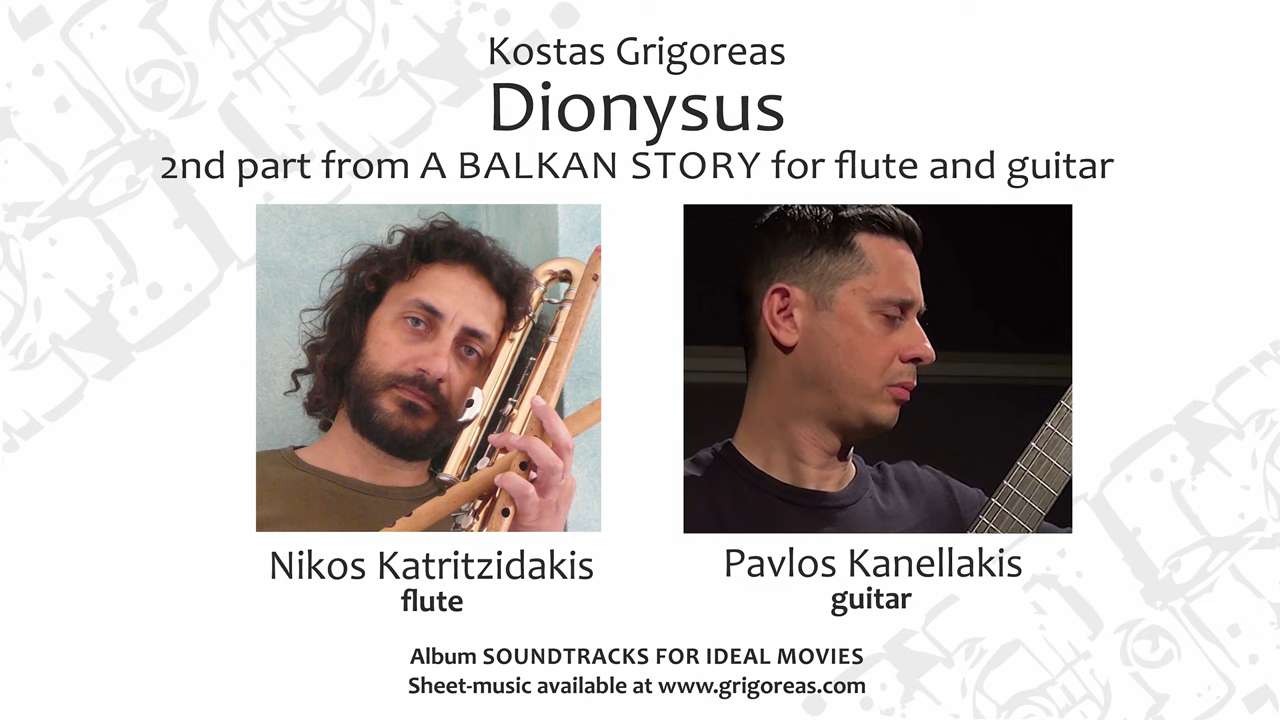 Kostas Grigoreas
Dionysus
2nd part from A BALKAN STORY for flute and guitar
Nikos Katritzidakis
flute
Pavlos Kanellakis
guitar
Album SOUNDTRACKS FOR IDEAL MOVIES
Sheet-music available at www.grigoreas.com